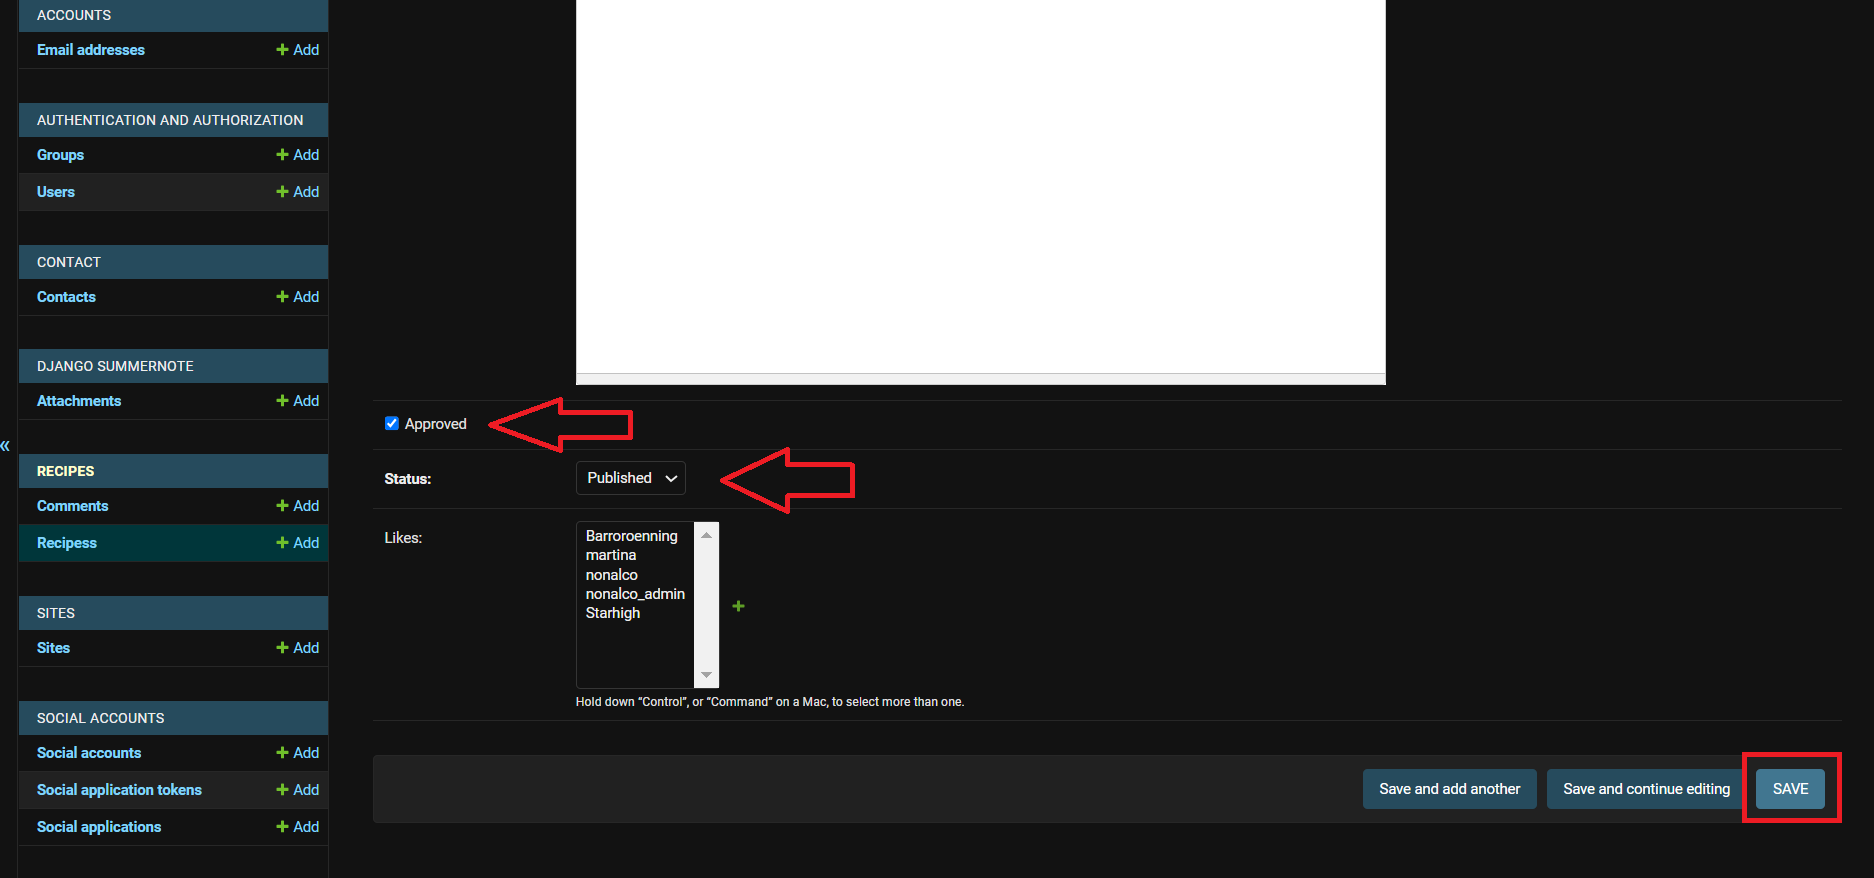 ACCOUNTS
Email addresses + Add
AUTHENTICATION AND AUTHORIZATION
Groups + Add
Users + Add
CONTACT
Contacts + Add
DJANGO SUMMERNOTE
Attachments + Add
«
RECIPES
Comments + Add
Recipess + Add
SITES
Sites + Add
SOCIAL ACCOUNTS
Social accounts + Add
Social application tokens + Add
Social applications + Add
Approved
Status: Published
Likes:
Barroroenning
martina
nonalco
nonalco_admin
Starhigh
Hold down “Control”, or “Command” on a Mac, to select more than one.
Save and add another Save and continue editing SAVE